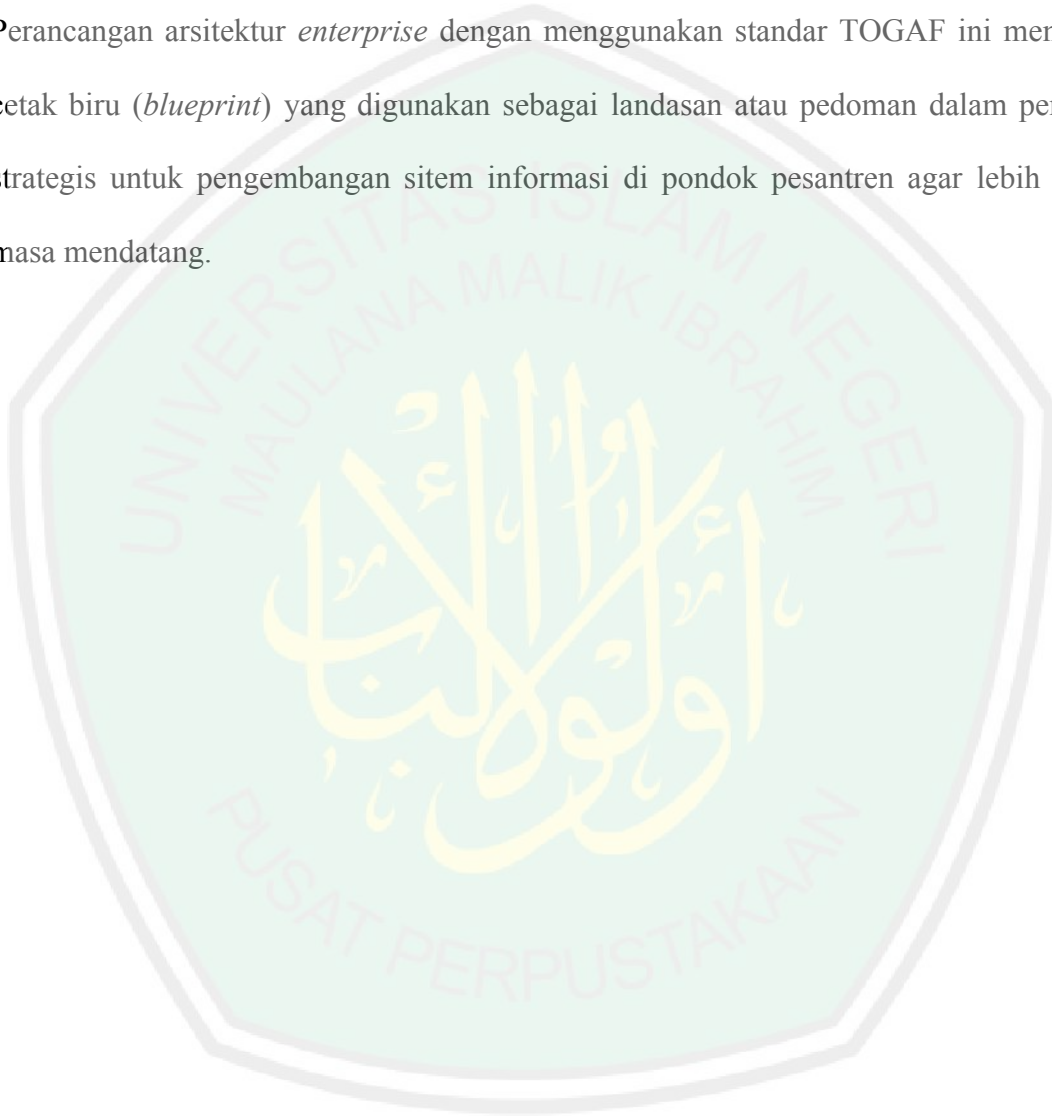 Perancangan arsitektur enterprise dengan menggunakan standar TOGAF ini
cetak biru (blueprint) yang digunakan sebagai landasan atau pedoman dalam
strategis untuk pengembangan sitem informasi di pondok pesantren agar lebih
masa mendatang.
UNIVERSITAS ISLAM NEGERI
MAULANA MALIK IBRAHIM
أولوا الألباب
PUSAT PERPUSTAKAAN